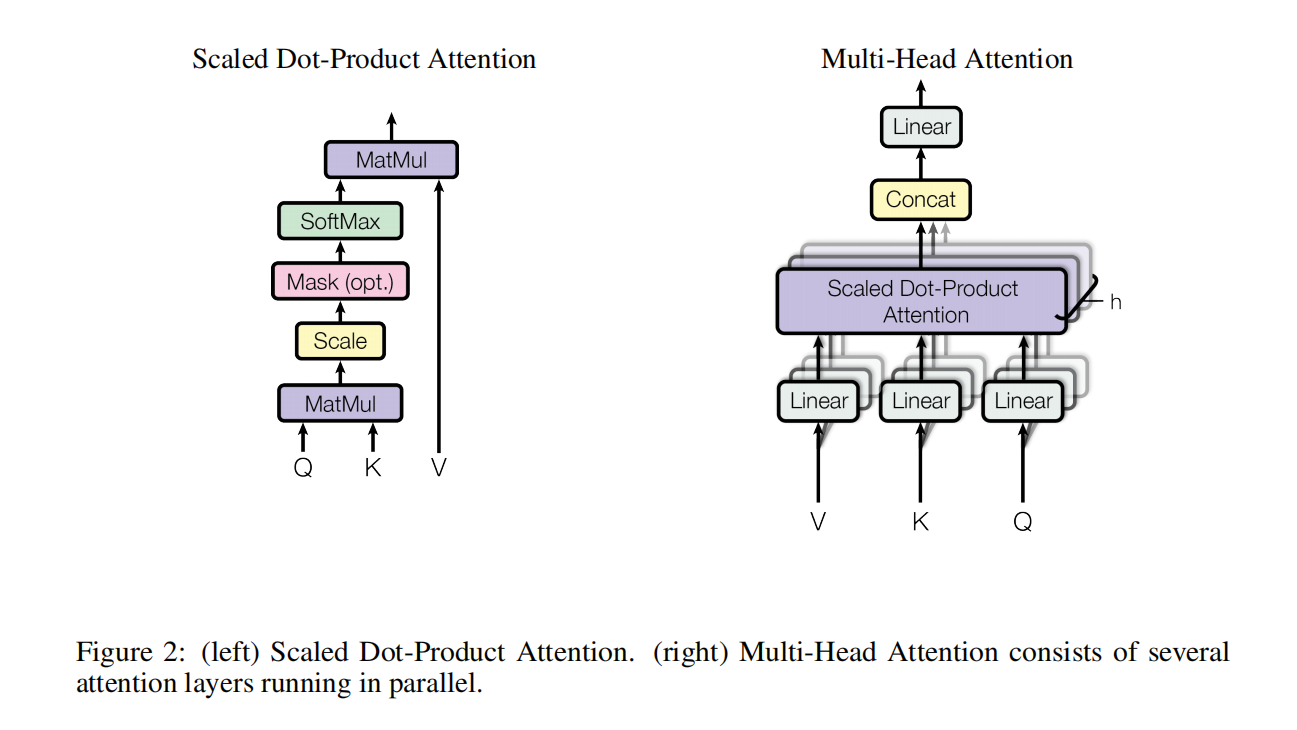 Scaled Dot-Product Attention
MatMul
SoftMax
Mask (opt.)
Scale
MatMul
Q K V
Multi-Head Attention
Linear
Concat
Scaled Dot-Product
Attention
h
Linear Linear Linear
V K Q
Figure 2: (left) Scaled Dot-Product Attention. (right) Multi-Head Attention consists of several
attention layers running in parallel.